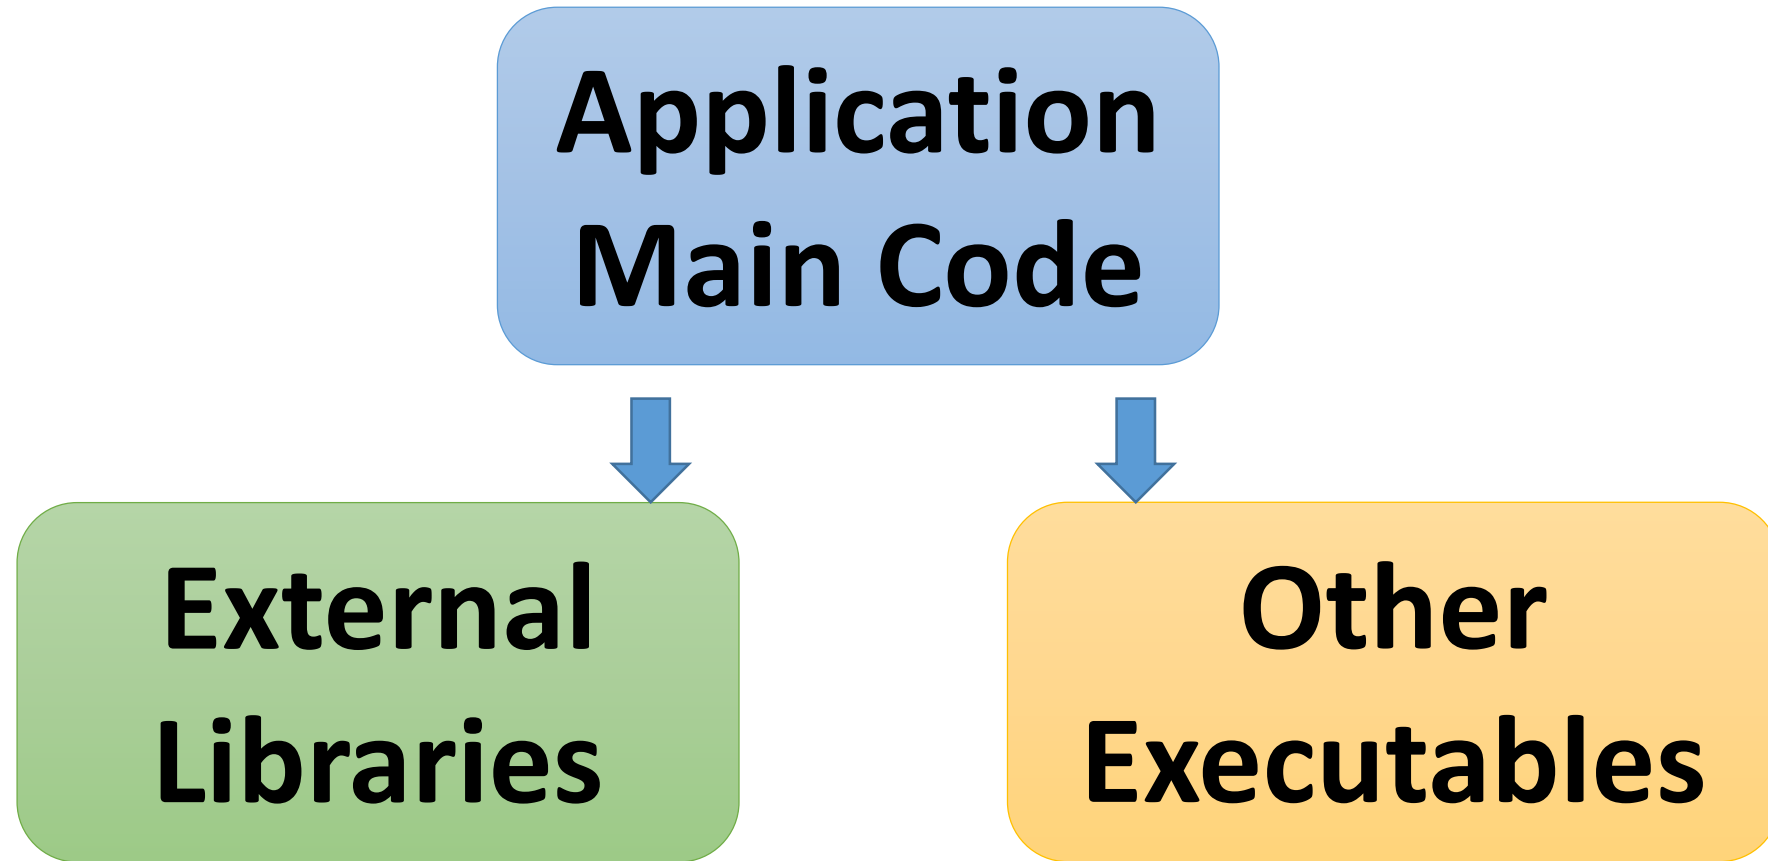 Application
Main Code
External
Libraries
Other
Executables